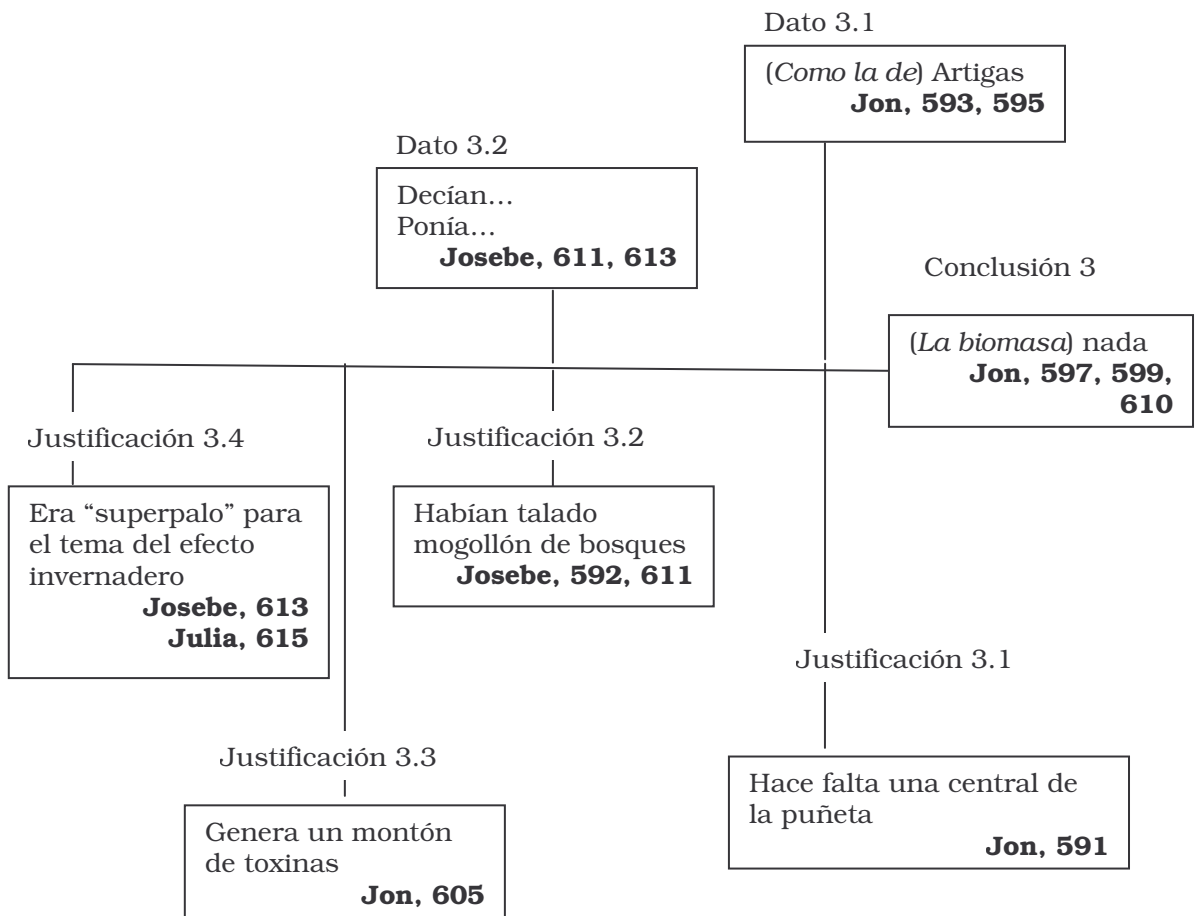 Dato 3.1
(Como la de) Artigas
Jon, 593, 595
Dato 3.2
Decían…
Ponía…
Josebe, 611, 613
Conclusión 3
(La biomasa) nada
Jon, 597, 599,
610
Justificación 3.4
Era “superpalo” para
el tema del efecto
invernadero
Josebe, 613
Julia, 615
Justificación 3.2
Habían talado
mogollón de bosques
Josebe, 592, 611
Justificación 3.1
Hace falta una central de
la puñeta
Jon, 591
Justificación 3.3
Genera un montón
de toxinas
Jon, 605